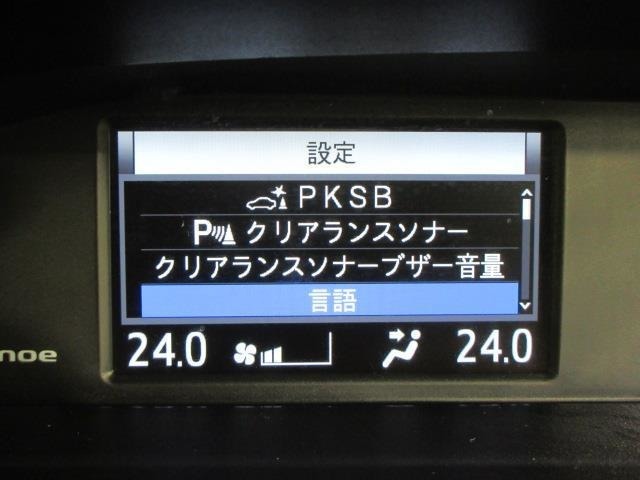 設定
PKSB
P クリアランスソナー
クリアランスソナーブザー音量
言語
noe
24.0 24.0